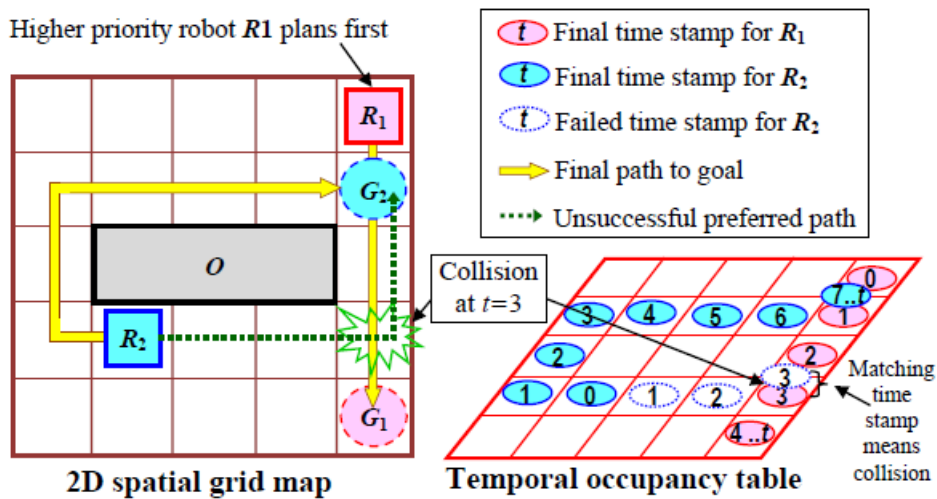 Higher priority robot R1 plans first
R1
G2
O
R2
G1
2D spatial grid map
t Final time stamp for R1
t Final time stamp for R2
t Failed time stamp for R2
Final path to goal
Unsuccessful preferred path
Collision
at t=3
0
7..t
1
3 4 5 6
2
2
3
1 0 1 2 3
4 ..t
Matching
time
stamp
means
collision
Temporal occupancy table